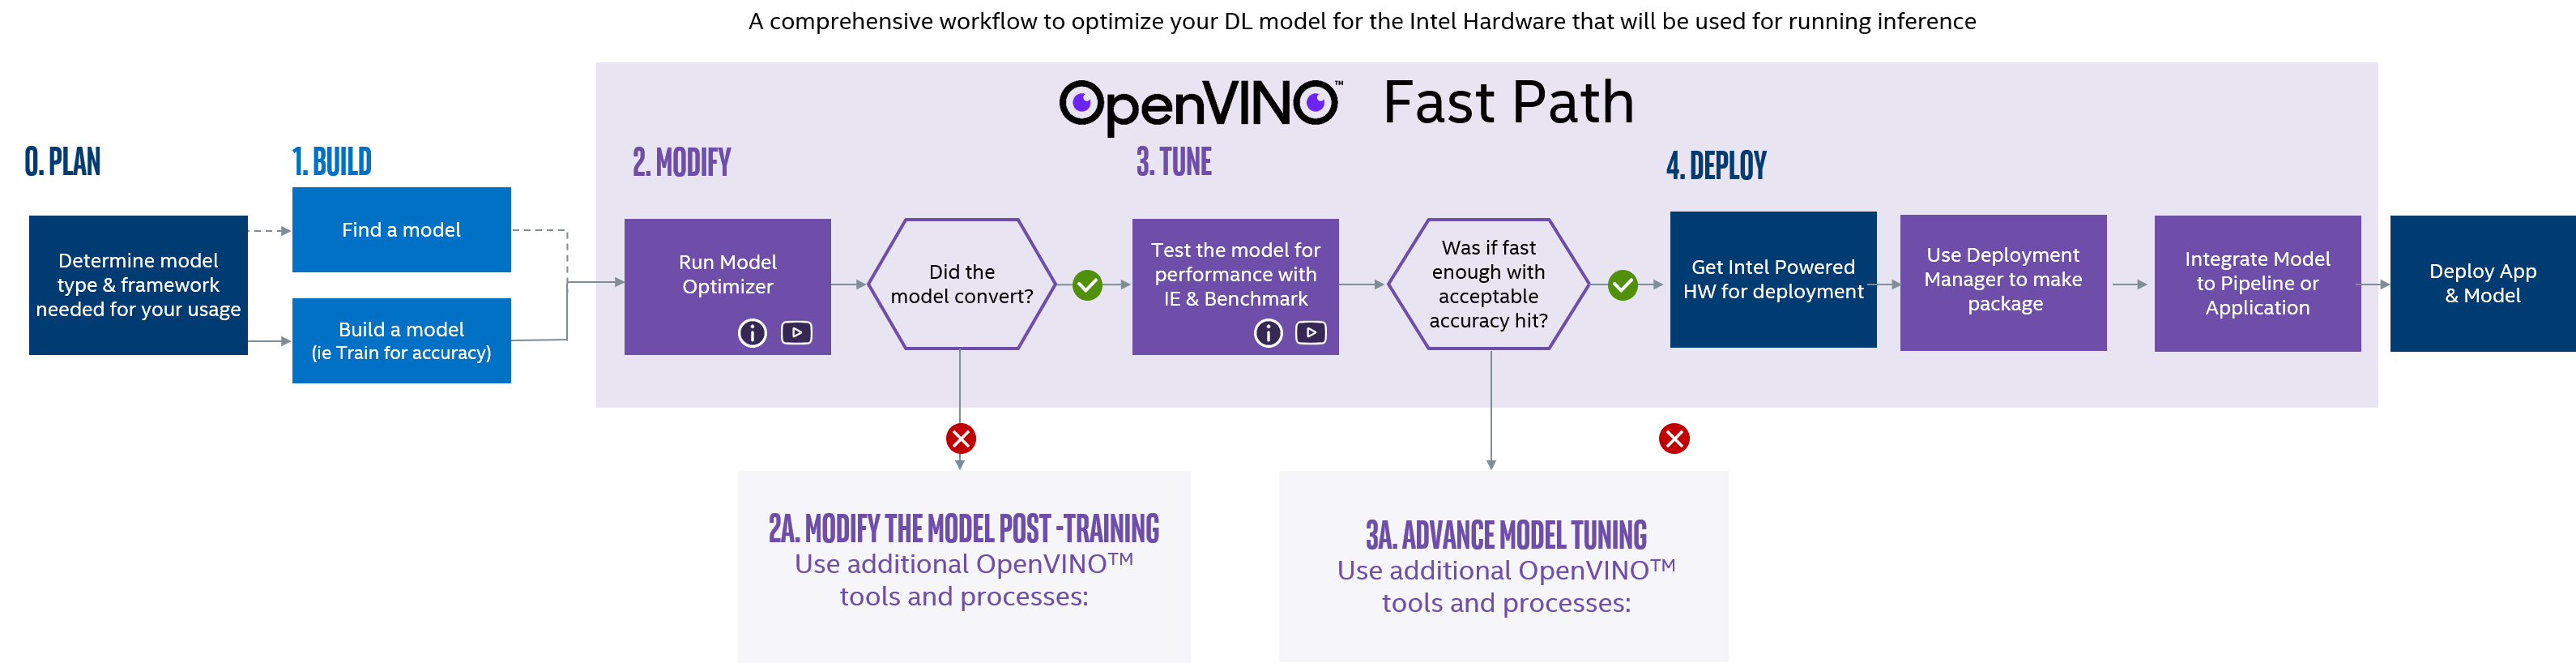 A comprehensive workflow to optimize your DL model for the Intel Hardware that will be used for running inference
OpenVINO™ Fast Path
0. PLAN
Determine model
type & framework
needed for your usage
1. BUILD
Find a model
Build a model
(ie Train for accuracy)
2. MODIFY
Run Model
Optimizer
Did the
model convert?
3. TUNE
Test the model for
performance with
IE & Benchmark
Was if fast
enough with
acceptable
accuracy hit?
4. DEPLOY
Get Intel Powered
HW for deployment
Use Deployment
Manager to make
package
Integrate Model
to Pipeline or
Application
Deploy App
& Model
2A. MODIFY THE MODEL POST -TRAINING
Use additional OpenVINO™
tools and processes:
3A. ADVANCE MODEL TUNING
Use additional OpenVINO™
tools and processes: